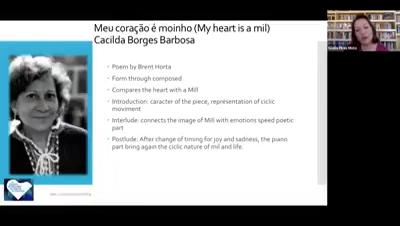 Meu coração é moinho (My heart is a mil)
Cacilda Borges Barbosa
Poem by Brent Horta
Form through composed
Compares the heart with a Mill
Introduction: caracter of the piece, representation of ciclic
movement
Interlude: connects the image of Mill with emotions speed poetic
part
Postlude: After change of timing for joy and sadness, the piano
part bring again the ciclic nature of mil and life.